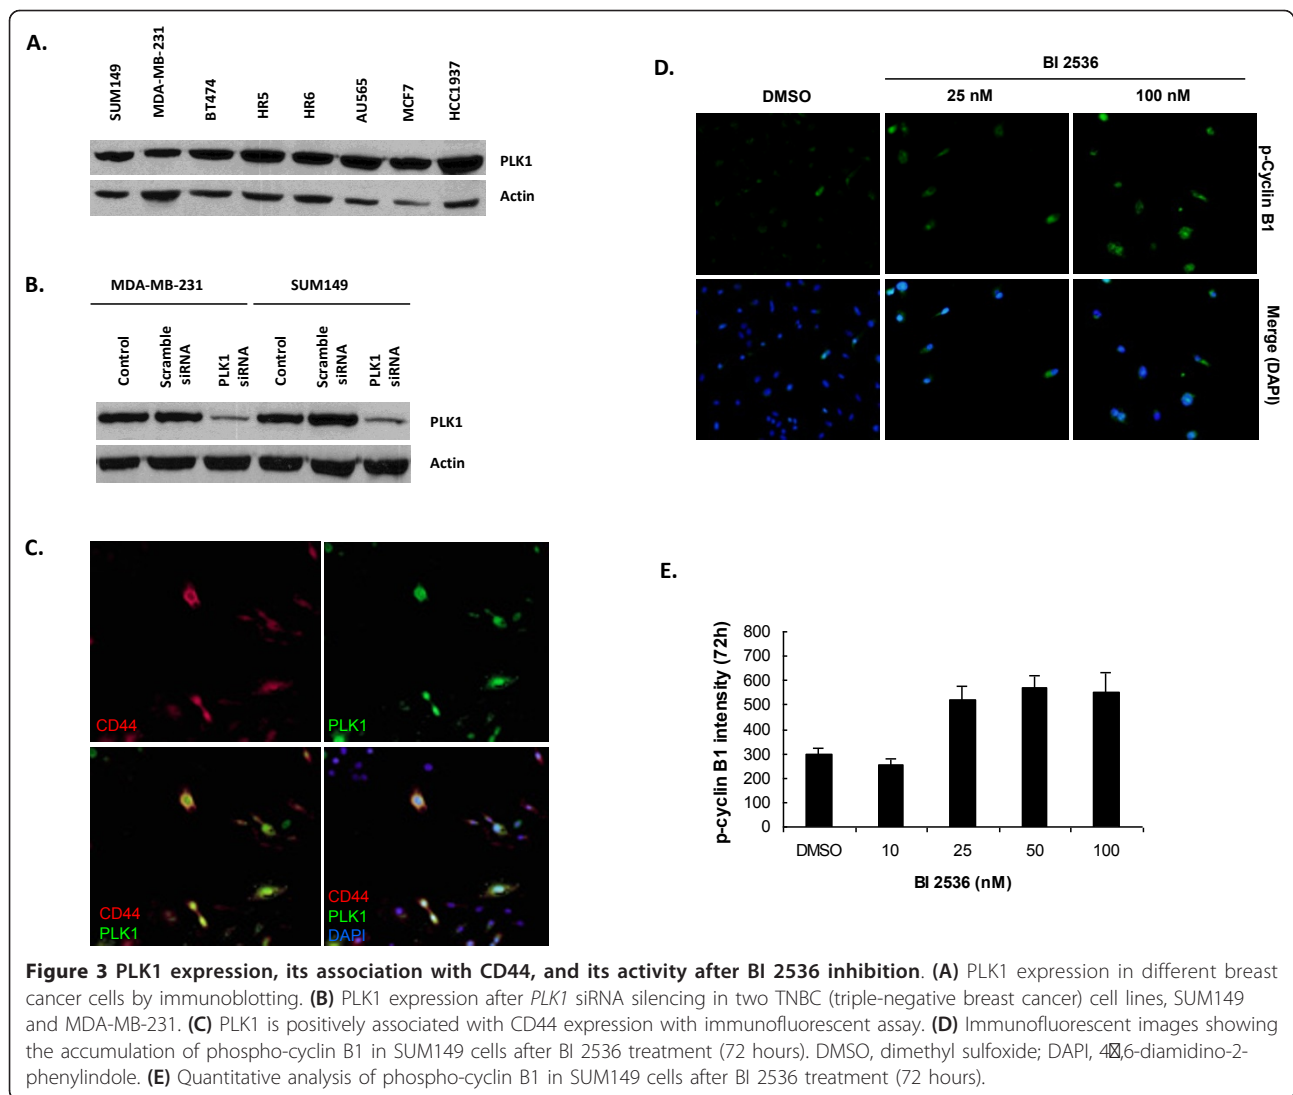 A.
SUM149
MDA-MB-231
BT474
HR5
HR6
AU565
MCF7
HCC1937
PLK1
Actin
B.
MDA-MB-231
SUM149
Control
Scramble
siRNA
PLK1
siRNA
Control
Scramble
siRNA
PLK1
siRNA
PLK1
Actin
C.
CD44
PLK1
CD44
PLK1
CD44
PLK1
DAPI
D.
BI 2536
DMSO
25 nM
100 nM
p-Cyclin B1
Merge (DAPI)
E.
p-cyclin B1 intensity (72h)
800
700
600
500
400
300
200
100
0
DMSO
10
25
50
100
BI 2536 (nM)
Figure 3 PLK1 expression, its association with CD44, and its activity after BI 2536 inhibition. (A) PLK1 expression in different breast
cancer cells by immunoblotting. (B) PLK1 expression after PLK1 siRNA silencing in two TNBC (triple-negative breast cancer) cell lines, SUM149
and MDA-MB-231. (C) PLK1 is positively associated with CD44 expression with immunofluorescent assay. (D) Immunofluorescent images showing
the accumulation of phospho-cyclin B1 in SUM149 cells after BI 2536 treatment (72 hours). DMSO, dimethyl sulfoxide; DAPI, 4,6-diamidino-2-
phenylindole. (E) Quantitative analysis of phospho-cyclin B1 in SUM149 cells after BI 2536 treatment (72 hours).